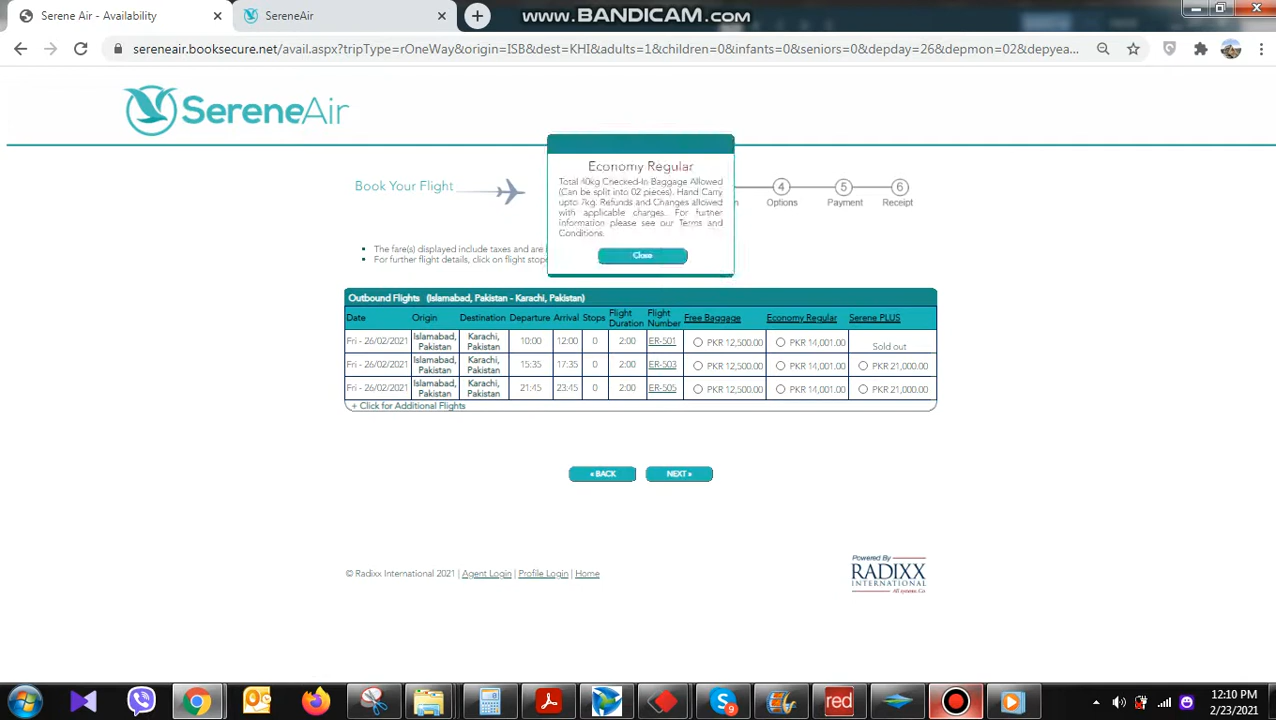 Serene Air - Availability
SereneAir
www.BANDICAM.com
sereneair.booksecure.net/avail.aspx?tripType=rOneWay&origin=ISB&dest=KHI&adults=1&children=0&infants=0&seniors=0&depday=26&depmon=02&depyea...
SereneAir
Book Your Flight
4 5 6
Options Payment Receipt
Economy Regular
Total 40kg Checked-In Baggage Allowed
(Can be split into 02 pieces). Hand Carry
upto 7kg. Refunds and Changes allowed
with applicable charges.. For further
information please see our Terms and
Conditions.
Close
The fare(s) displayed include taxes and are
For further flight details, click on flight
Outbound Flights (Islamabad, Pakistan - Karachi, Pakistan)
Date Origin Destination Departure Arrival Stops Flight Duration Flight Number Free Baggage Economy Regular Serene PLUS
Fri - 26/02/2021 Islamabad, Pakistan Karachi, Pakistan 10:00 12:00 0 2:00 ER-501 PKR 12,500.00 PKR 14,001.00 Sold out
Fri - 26/02/2021 Islamabad, Pakistan Karachi, Pakistan 15:35 17:35 0 2:00 ER-503 PKR 12,500.00 PKR 14,001.00 PKR 21,000.00
Fri - 26/02/2021 Islamabad, Pakistan Karachi, Pakistan 21:45 23:45 0 2:00 ER-505 PKR 12,500.00 PKR 14,001.00 PKR 21,000.00
+ Click for Additional Flights
« BACK NEXT »
© Radixx International 2021 | Agent Login | Profile Login | Home
Powered By
RADIXX
INTERNATIONAL
All systems Go
red
12:10 PM
2/23/2021